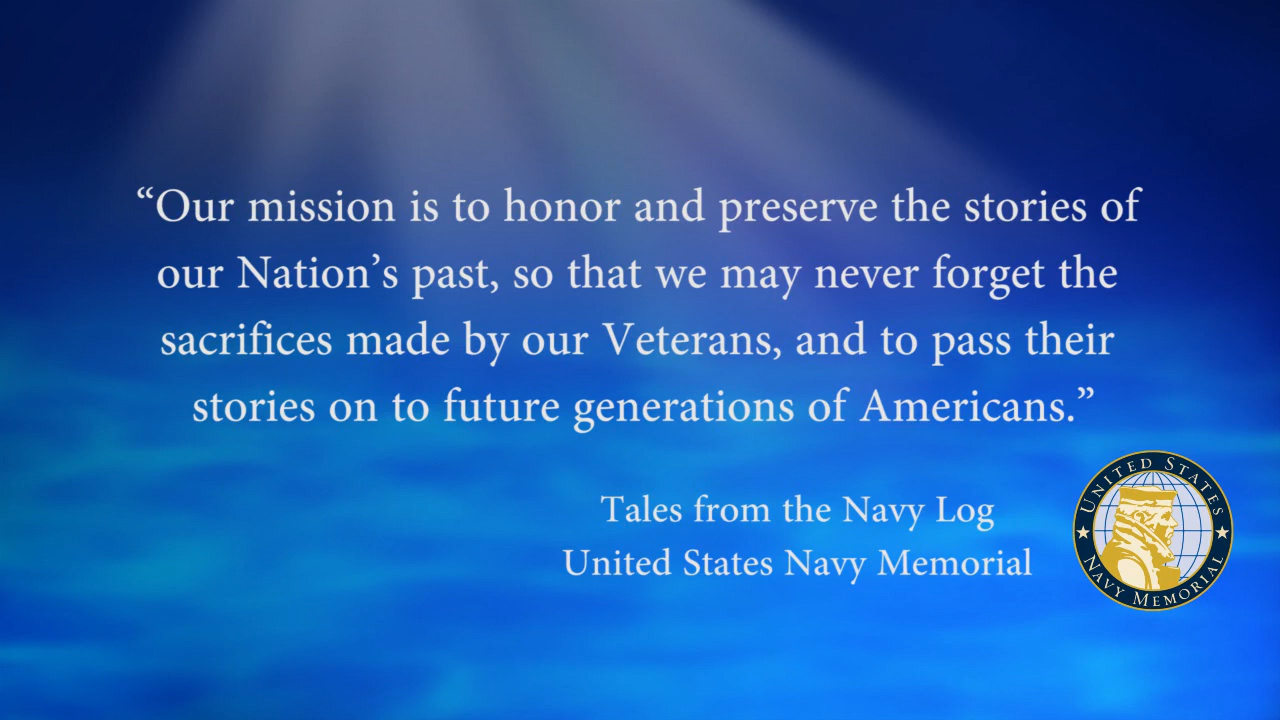 “Our mission is to honor and preserve the stories of
our Nation’s past, so that we may never forget the
sacrifices made by our Veterans, and to pass their
stories on to future generations of Americans.”
Tales from the Navy Log
United States Navy Memorial
UNITED STATES
NAVY MEMORIAL